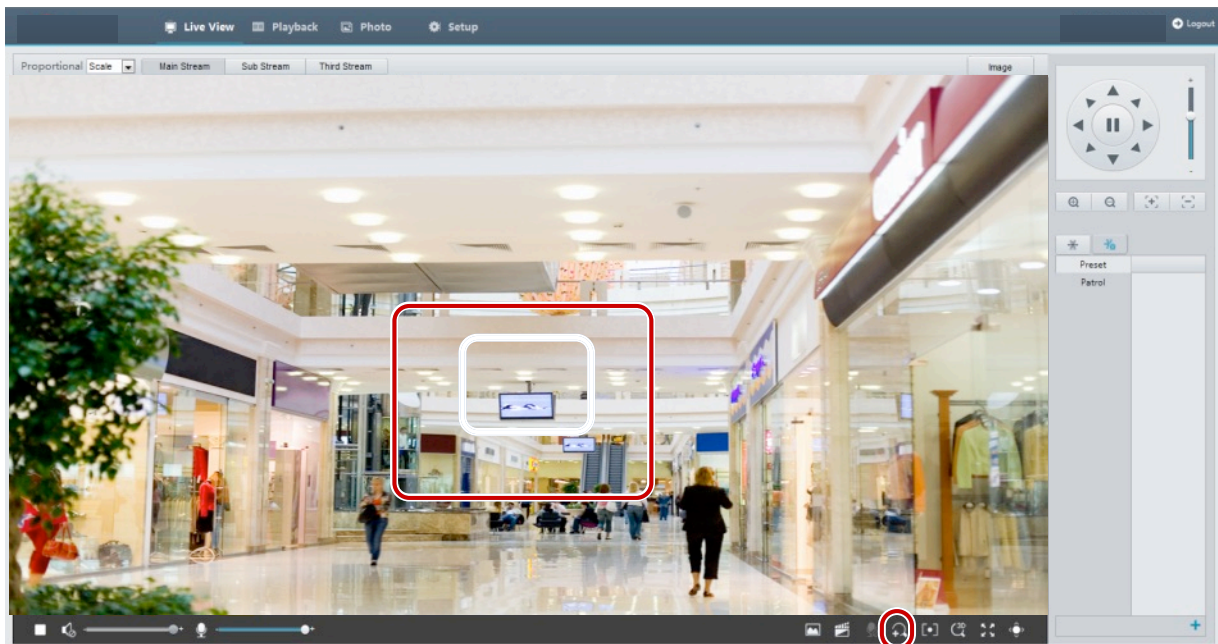 Live View Playback Photo Setup Logout
Proportional Scale Main Stream Sub Stream Third Stream Image
Preset
Patrol